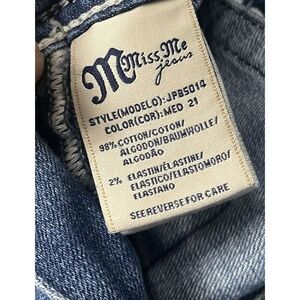 M Miss Me
jeans
STYLE(MODELO):JPB5014
COLOR(COR):MED 21
98% COTTON/COTON/
ALGODON/BAUMWOLLE/
ALGODÃO
2% ELASTIN/ELASTINE/
ELASTICO/ELASTOMORO/
ELASTANO
SEE REVERSE FOR CARE